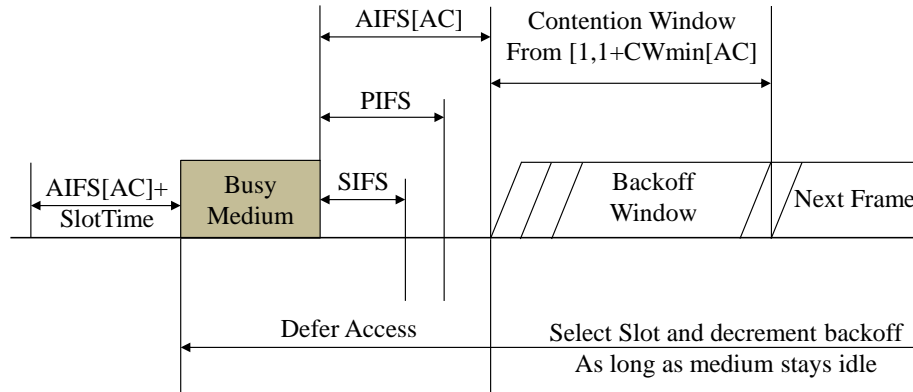 AIFS[AC]
Contention Window
From [1,1+CWmin[AC]
PIFS
AIFS[AC]+
SlotTime
Busy
Medium
SIFS
Backoff
Window
Next Frame
Defer Access
Select Slot and decrement backoff
As long as medium stays idle